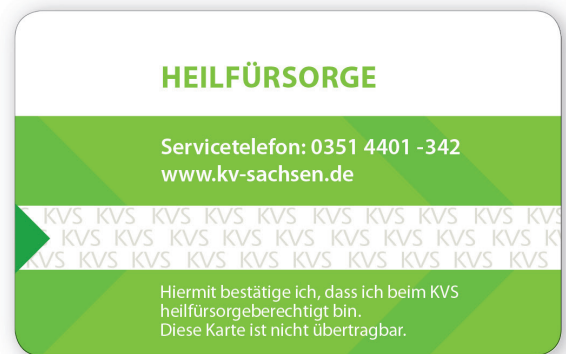 HEILFÜRSORGE
Servicetelefon: 0351 4401 -342
www.kv-sachsen.de
KVS KVS KVS KVS KVS KVS KVS KVS KVS KVS
KVS KVS KVS KVS KVS KVS KVS KVS KVS
KVS KVS KVS KVS KVS KVS KVS KVS KVS KVS
Hiermit bestätige ich, dass ich beim KVS
heilfürsorgeberechtigt bin.
Diese Karte ist nicht übertragbar.